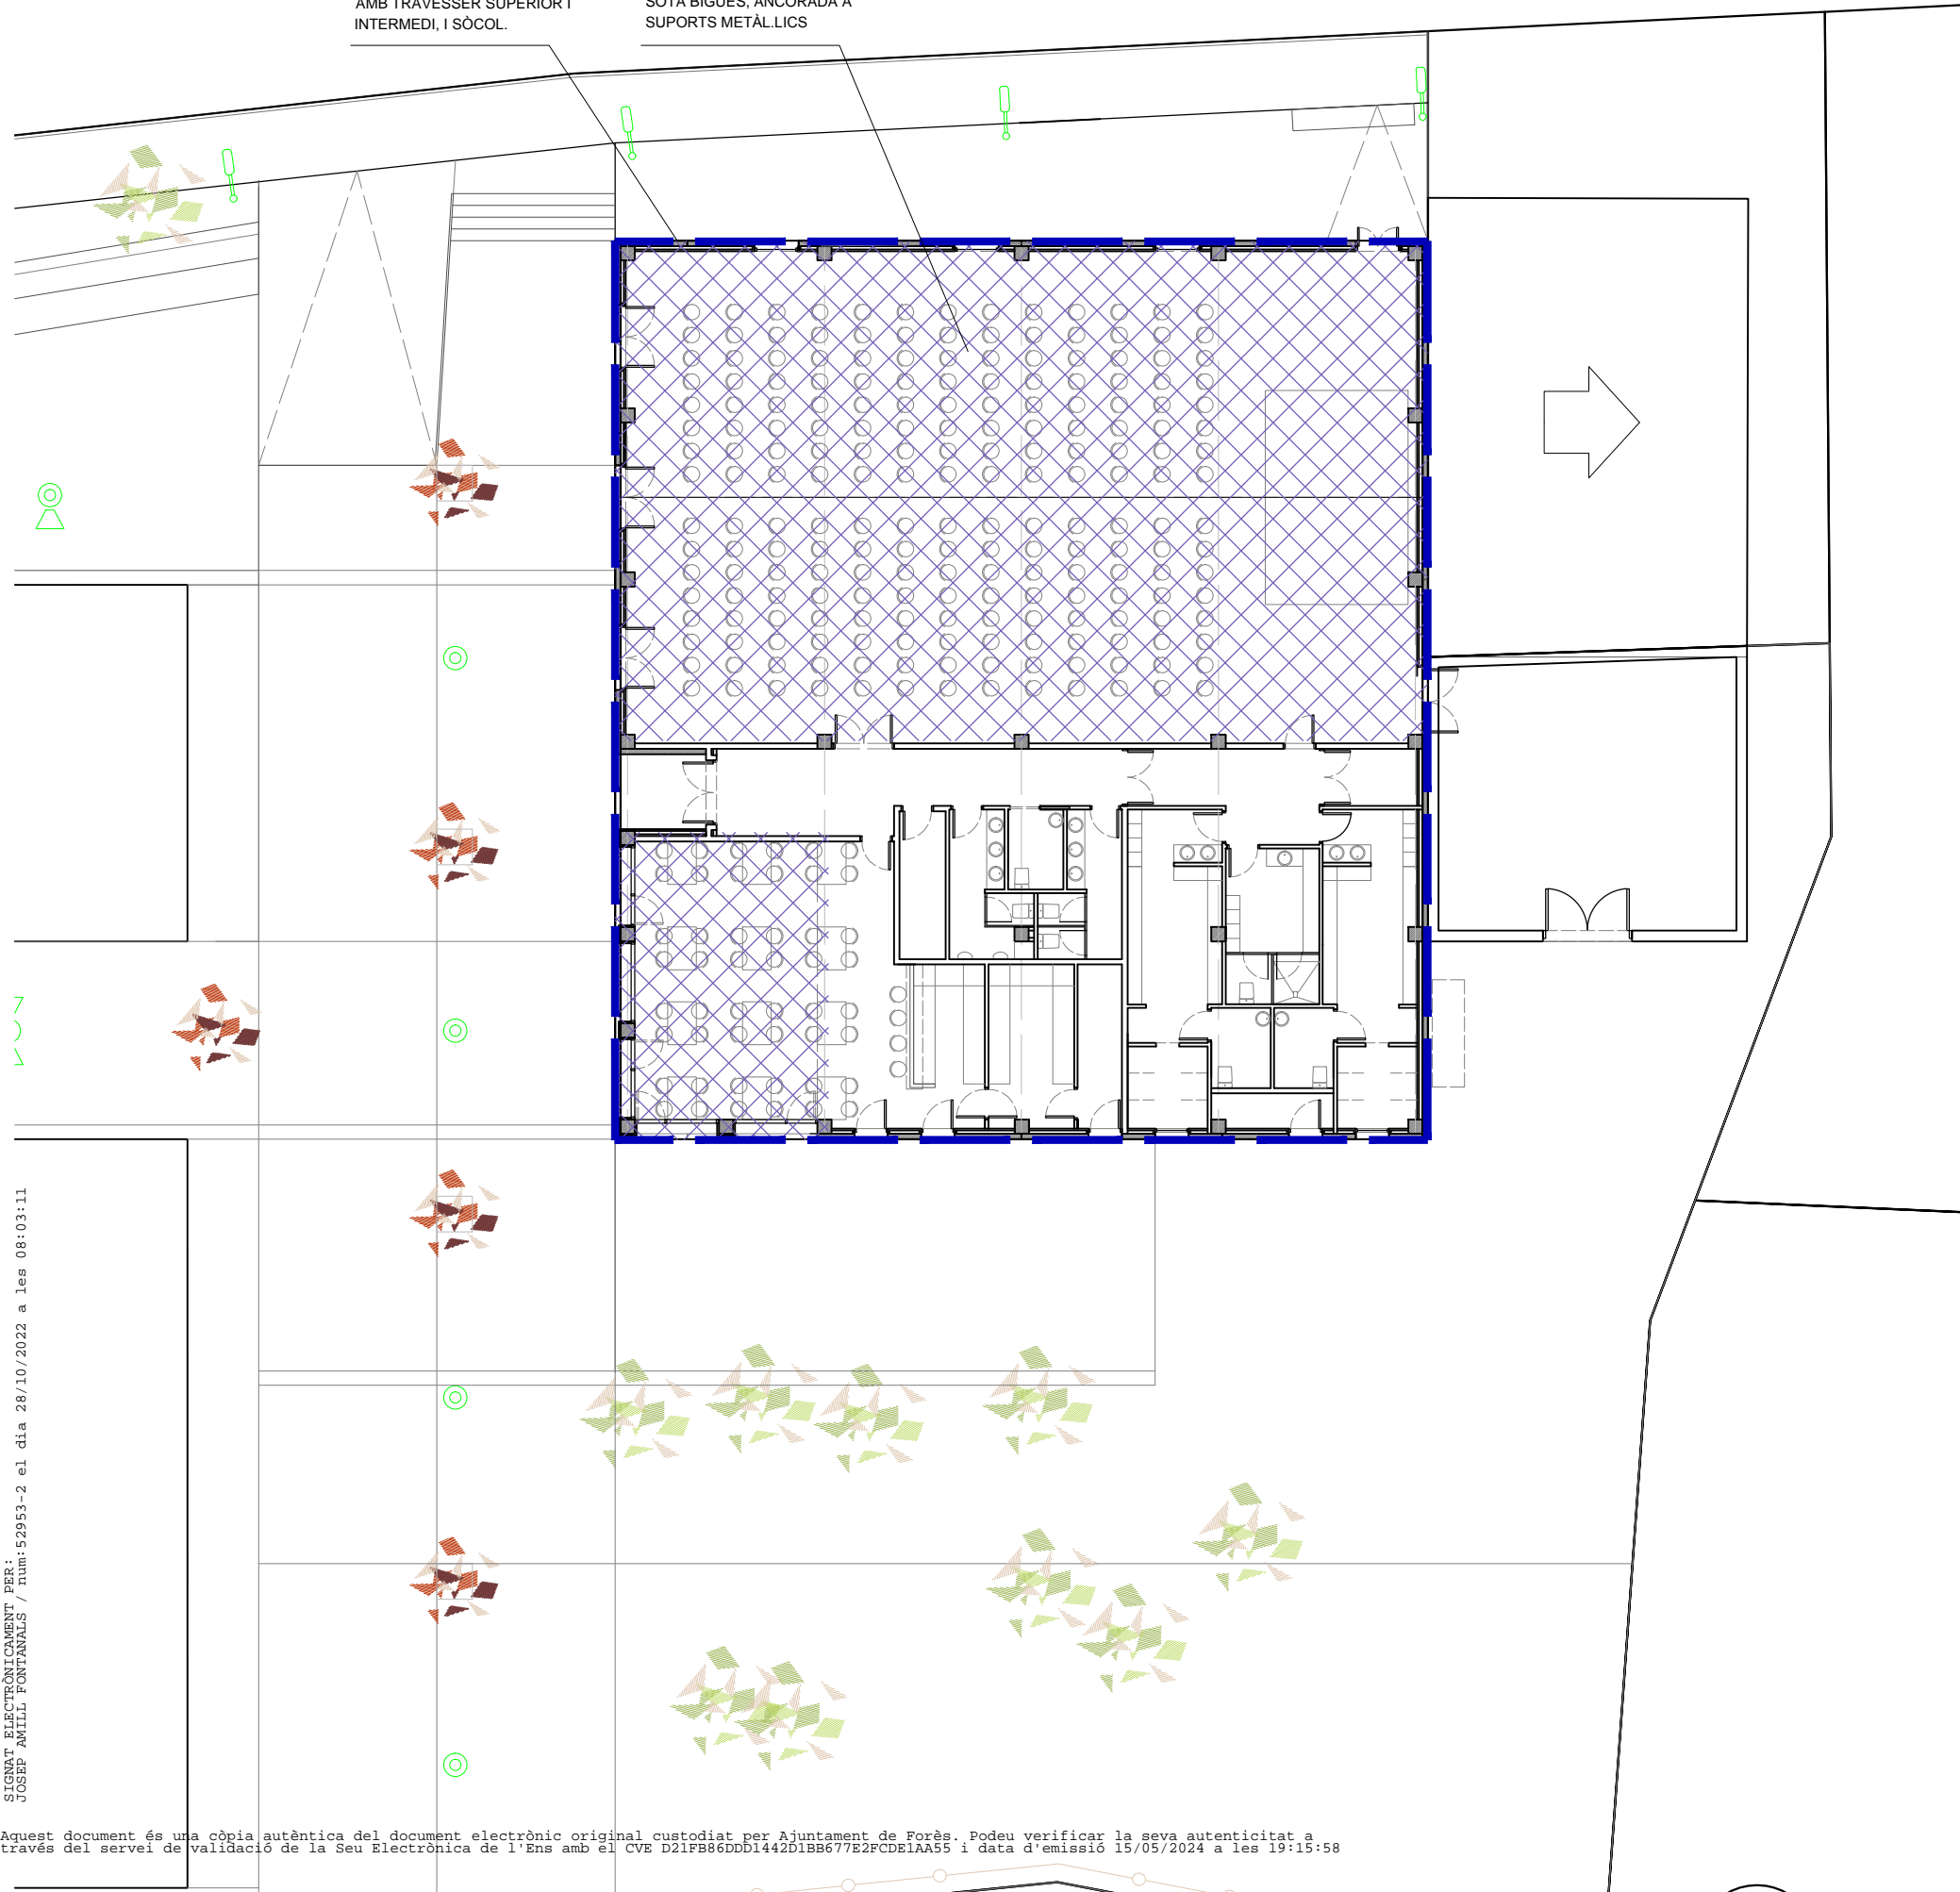 AMB TRAVESSER SUPERIOR I
INTERMEDI, I SÒCOL.
SOTA BIGUES, ANCORADA A
SUPORTS METÀL.LICS
SIGNAT ELECTRÒNICAMENT PER:
JOSEP AMILL FONTANALS / num:52953-2 el dia 28/10/2022 a les 08:03:11
Aquest document és una còpia autèntica del document electrònic original custodiat per Ajuntament de Forès. Podeu verificar la seva autenticitat a
través del servei de validació de la Seu Electrònica de l'Ens amb el CVE D21FB86DDD1442D1BB677E2FCDE1AA55 i data d'emissió 15/05/2024 a les 19:15:58